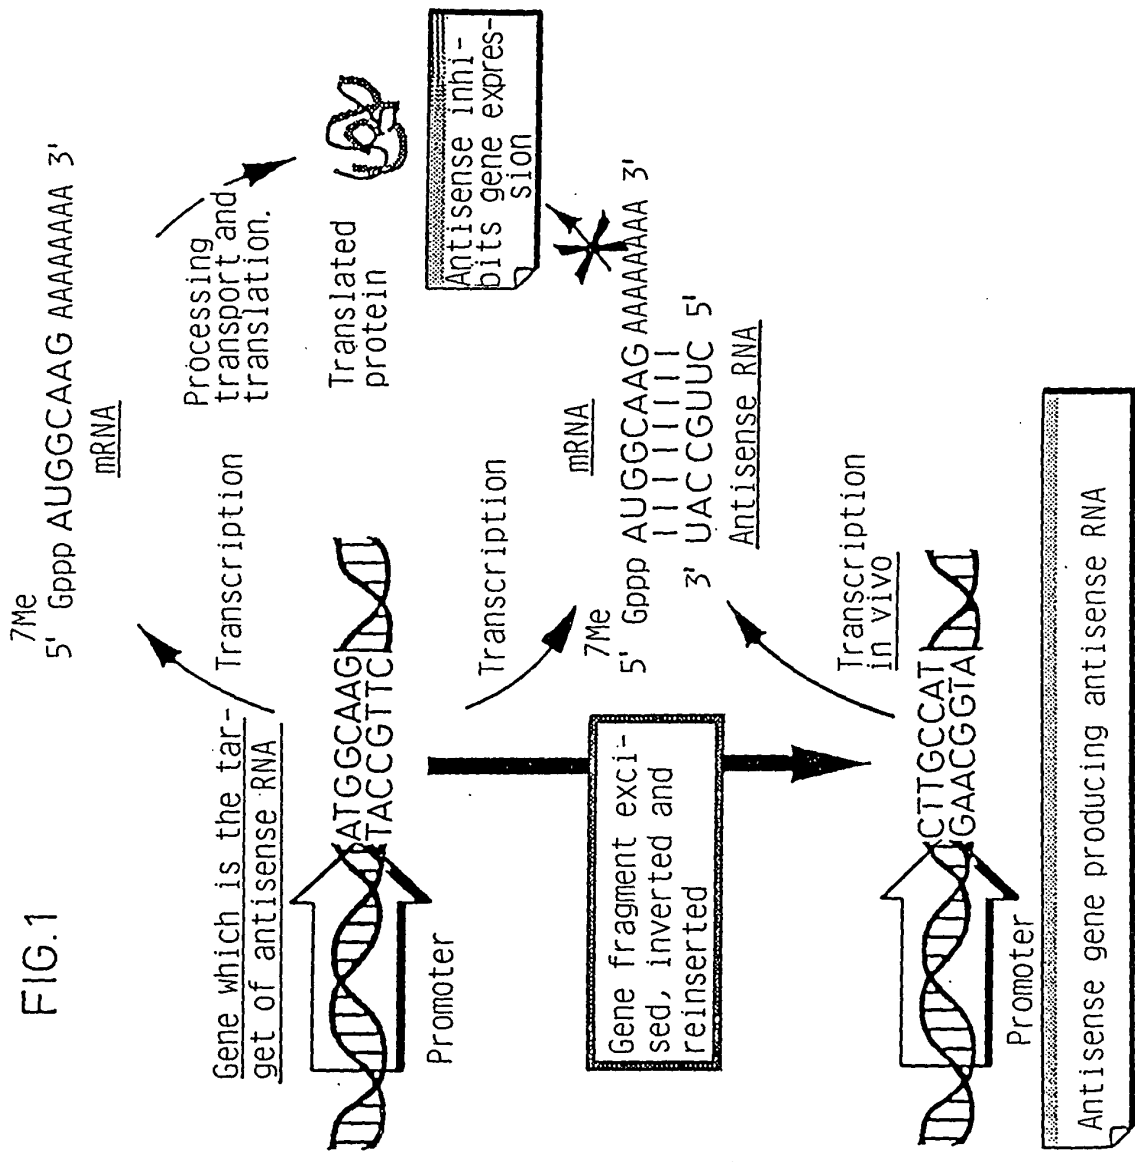 FIG.1
7Me
5' Gppp AUGGCAAG AAAAAAAA 3'
mRNA
Transcription
Processing
transport and
translation.
Gene which is the tar-
get of antisense RNA
ATGGCAAG
TACCGTTC
Translated
protein
Promoter
Antisense inhi-
bits gene expres-
sion
Transcription
mRNA
7Me
5' Gppp AUGGCAAG AAAAAAAA 3'
3' UACCGUUC 5'
Antisense RNA
Gene fragment exci-
sed, inverted and
reinserted
Transcription
in vivo
CTTGCCAT
GAACGGTA
Promoter
Antisense gene producing antisense RNA